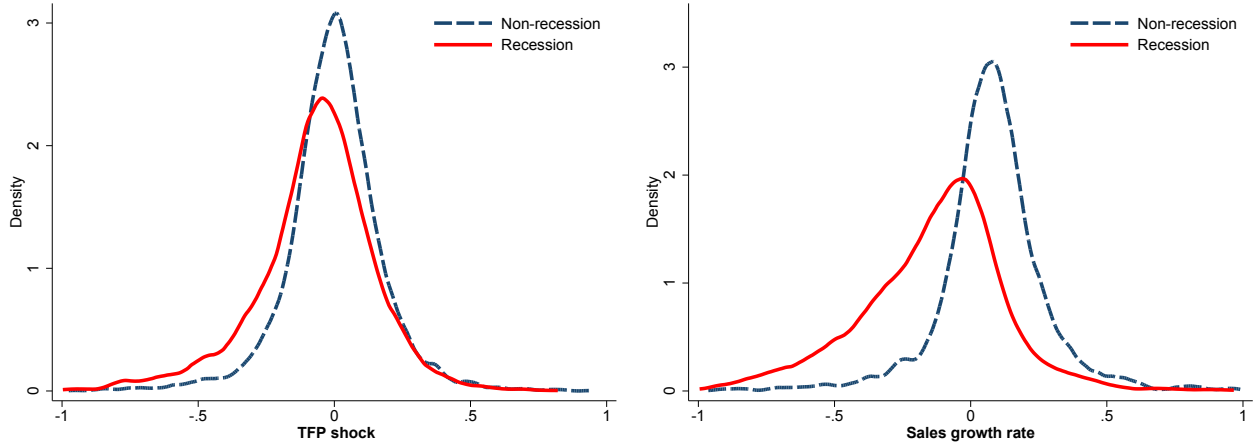 Non-recession
Recession
Density
0
1
2
3
-1
-.5
0
.5
1
TFP shock
Non-recession
Recession
Density
0
1
2
3
-1
-.5
0
.5
1
Sales growth rate